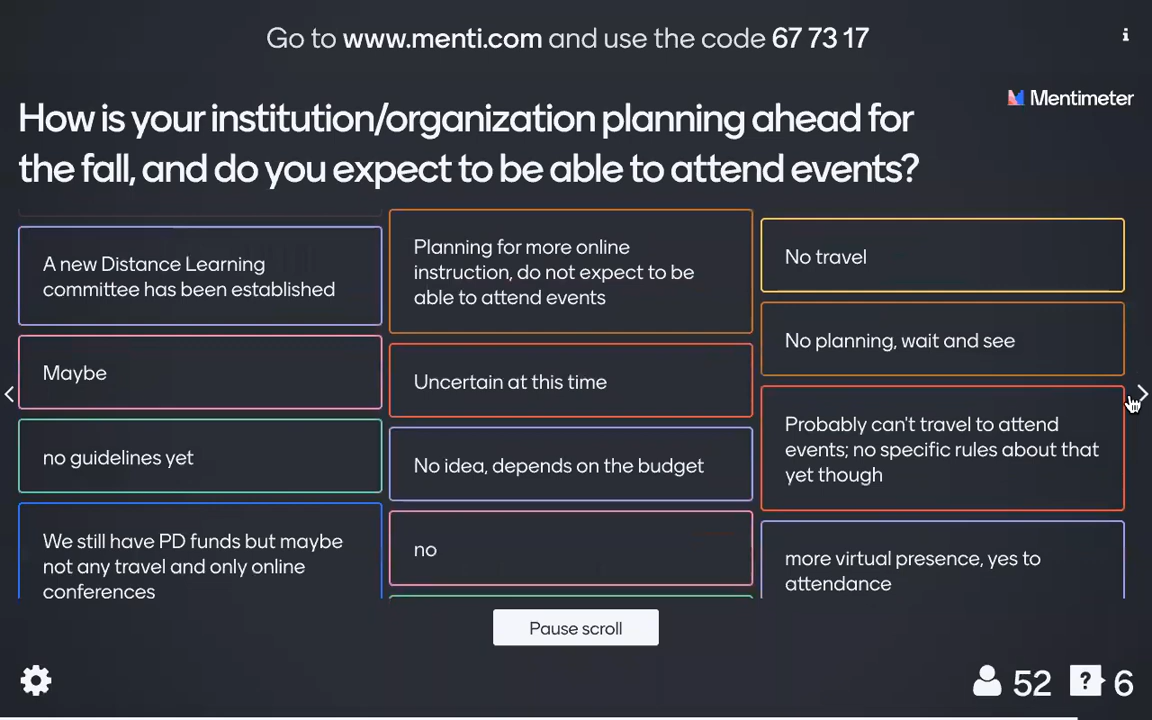 Go to www.menti.com and use the code 67 73 17
i
Mentimeter
How is your institution/organization planning ahead for
the fall, and do you expect to be able to attend events?
A new Distance Learning
committee has been established
Maybe
no guidelines yet
We still have PD funds but maybe
not any travel and only online
conferences
Planning for more online
instruction, do not expect to be
able to attend events
Uncertain at this time
No idea, depends on the budget
no
No travel
No planning, wait and see
Probably can't travel to attend
events; no specific rules about that
yet though
more virtual presence, yes to
attendance
Pause scroll
52
?
6